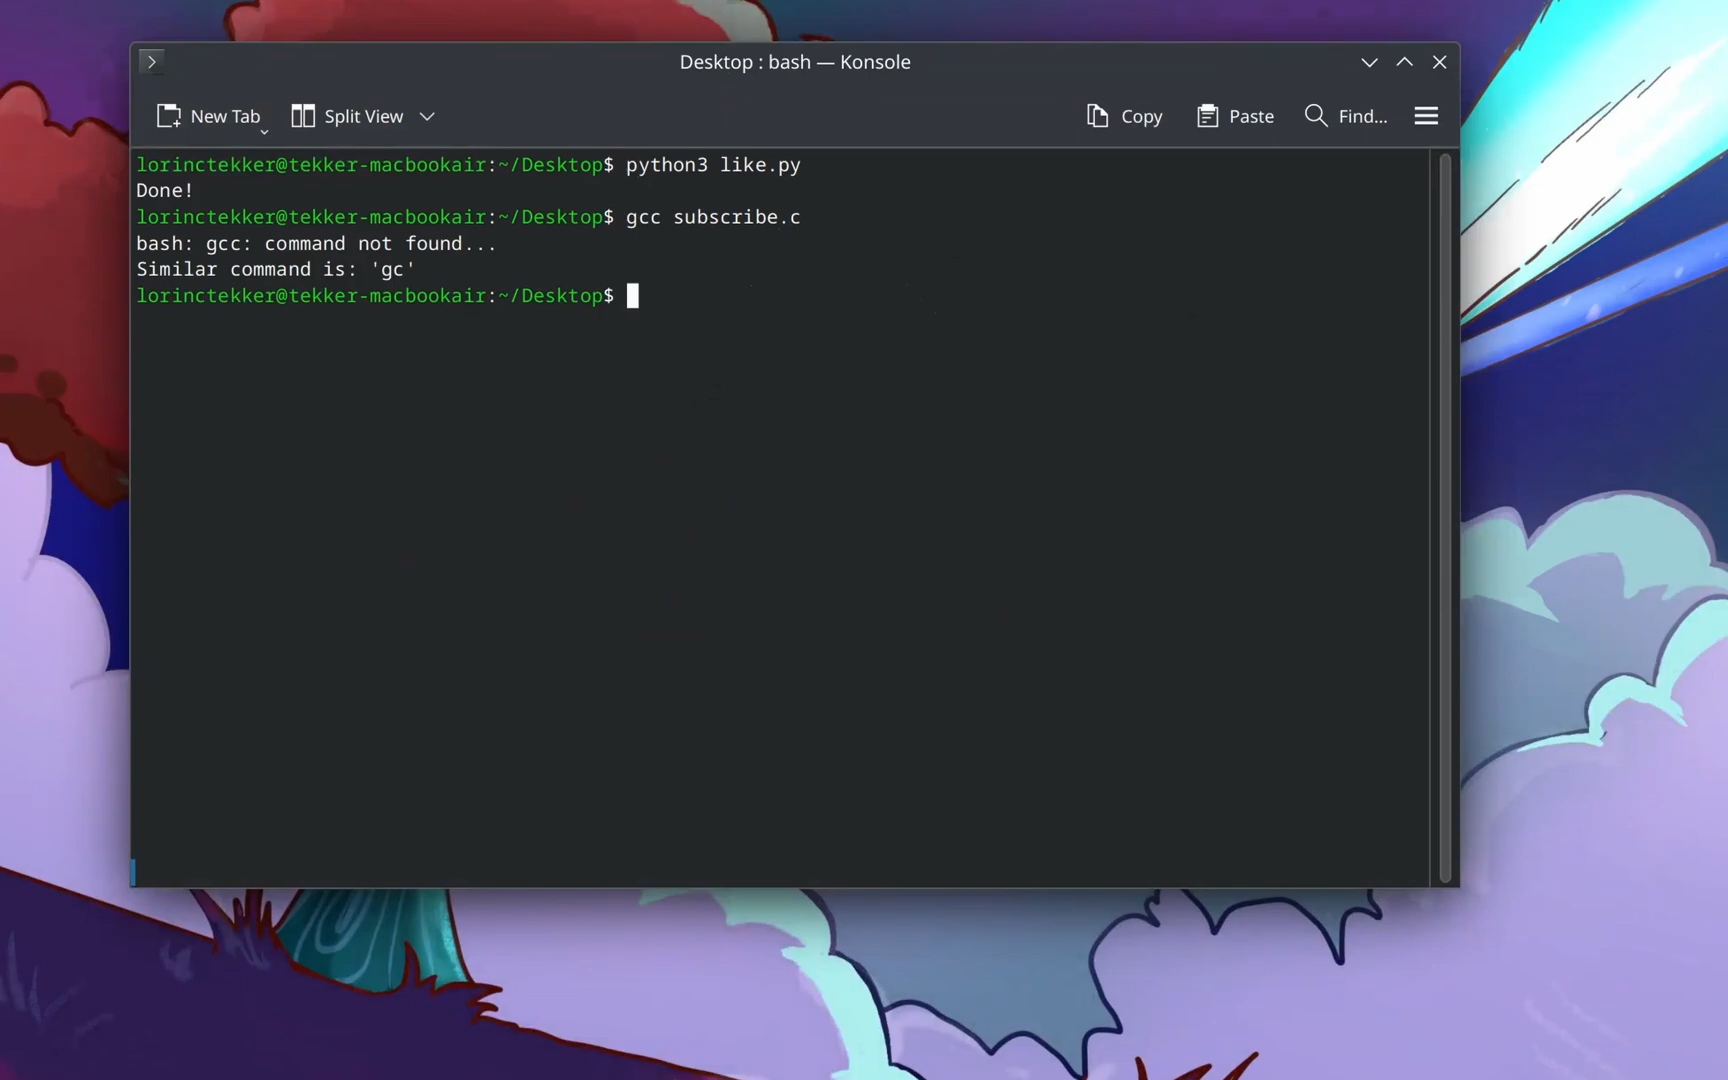 Desktop : bash — Konsole
New Tab Split View Copy Paste Find...
lorinctekker@tekker-macbookair:~/Desktop$ python3 like.py
Done!
lorinctekker@tekker-macbookair:~/Desktop$ gcc subscribe.c
bash: gcc: command not found...
Similar command is: 'gc'
lorinctekker@tekker-macbookair:~/Desktop$